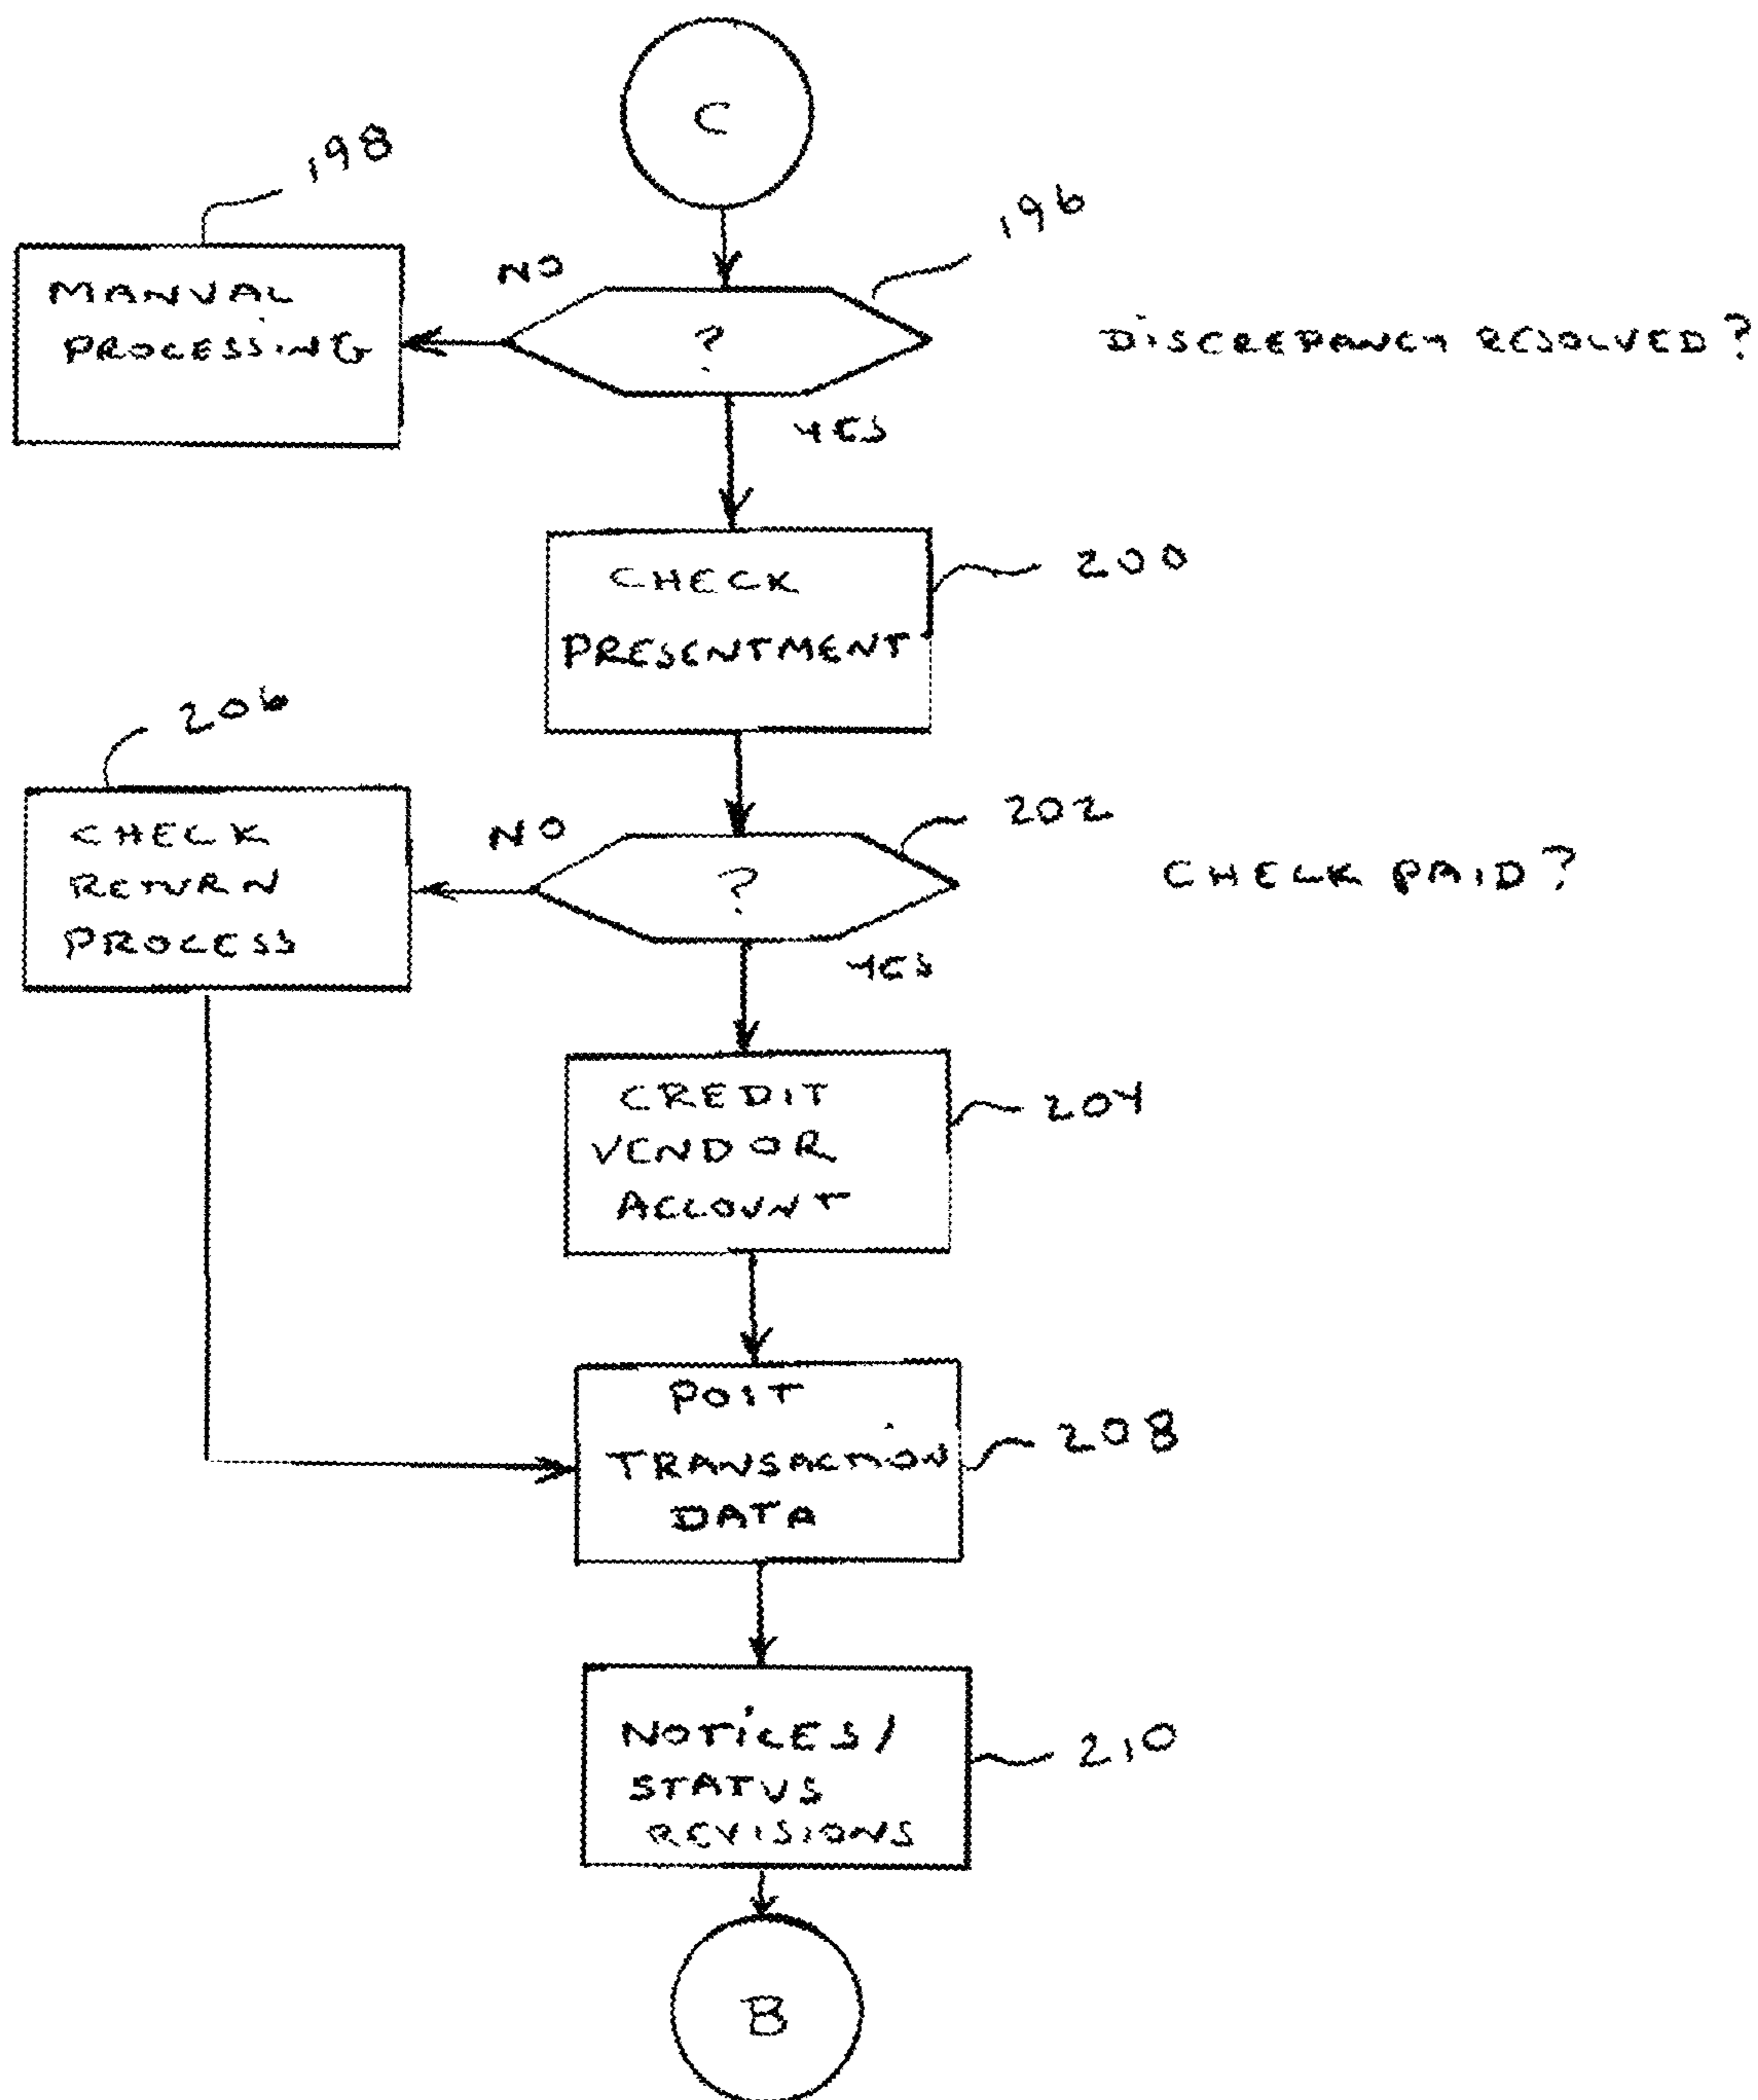 C
198
196
NO
MANUAL
PROCESSING
?
DISCREPANCY RESOLVED?
YES
CHECK
PRESENTMENT
200
206
202
NO
CHECK
RETURN
PROCESS
?
CHECK PAID?
YES
CREDIT
VENDOR
ACCOUNT
204
POST
TRANSACTION
DATA
208
NOTICES/
STATUS
REVISIONS
210
B